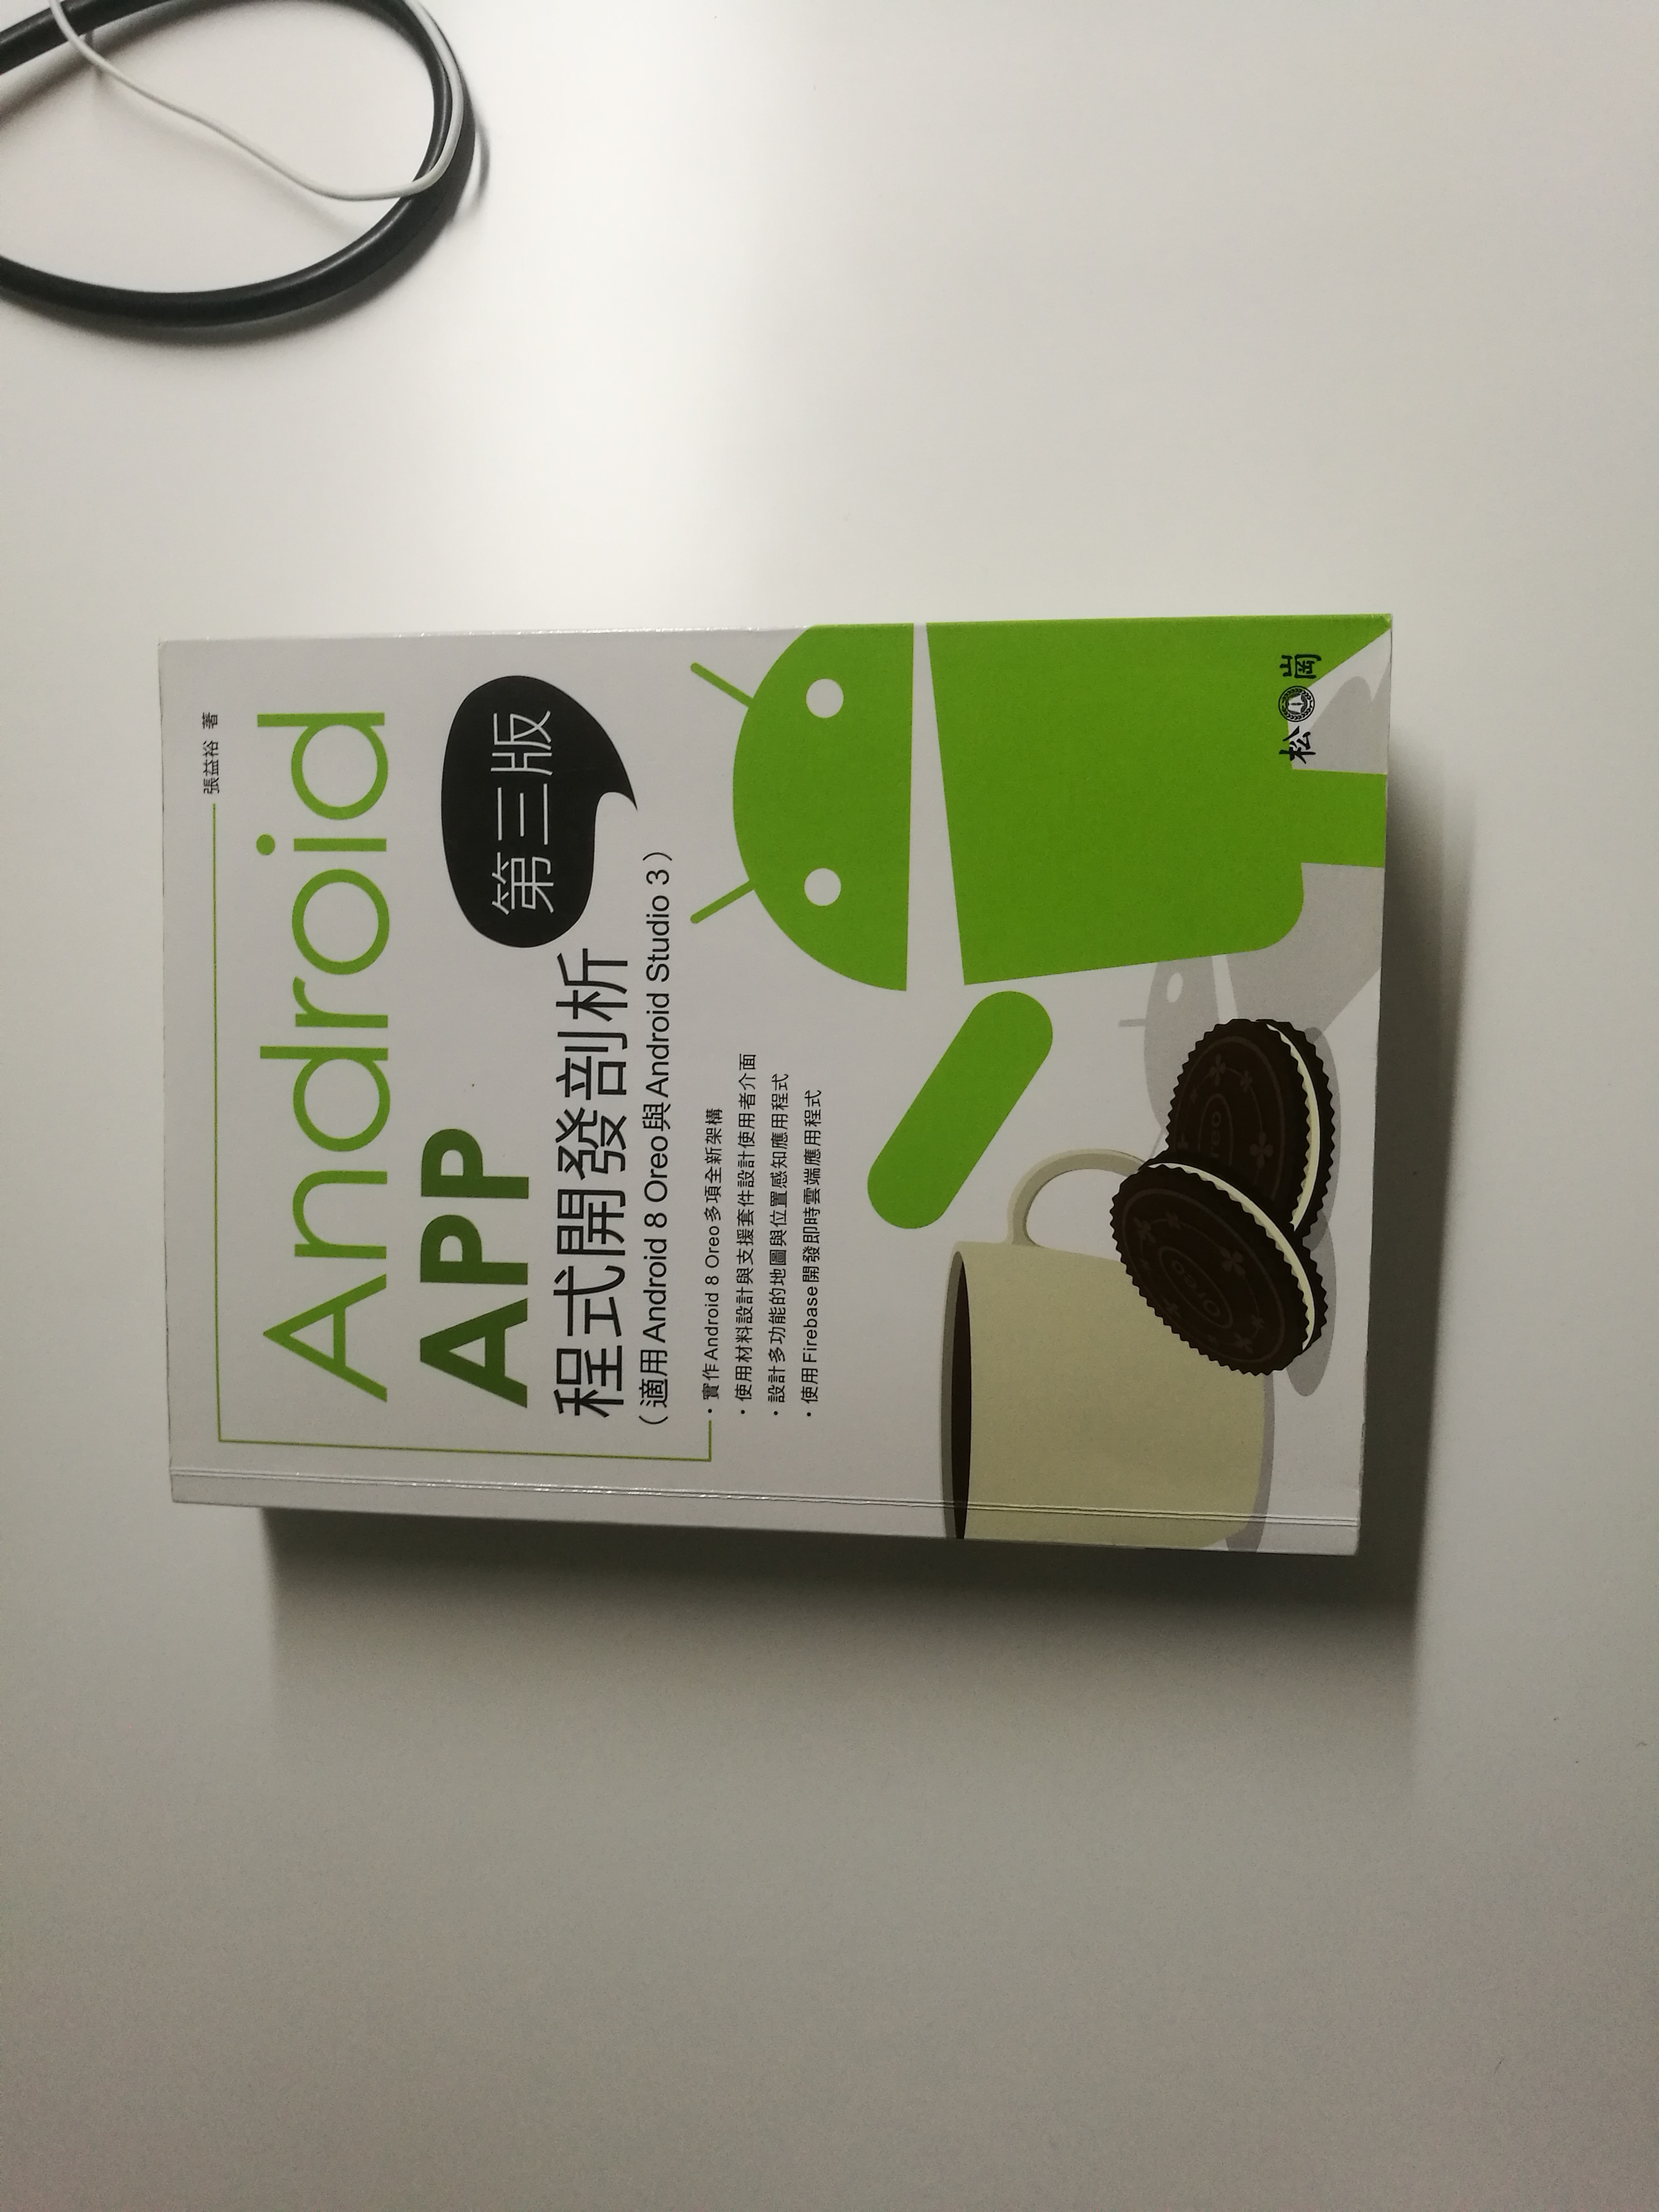 張益裕 著
Android
APP
程式開發剖析
第三版
（適用Android 8 Oreo與Android Studio 3）
・實作Android 8 Oreo多項全新架構
・使用材料設計與支援套件設計使用者介面
・設計多功能的地圖與位置感知應用程式
・使用Firebase開發即時雲端應用程式
oreo
oreo
松崗